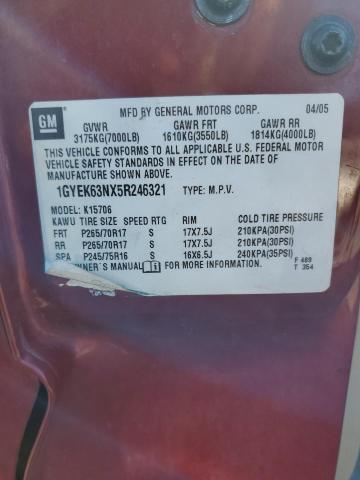 GM
MFD BY GENERAL MOTORS CORP. 04/05
GVWR GAWR FRT GAWR RR
3175KG(7000LB) 1610KG(3550LB) 1814KG(4000LB)
THIS VEHICLE CONFORMS TO ALL APPLICABLE U.S. FEDERAL MOTOR
VEHICLE SAFETY STANDARDS IN EFFECT ON THE DATE OF
MANUFACTURE SHOWN ABOVE.
1GYEK63NX5R246321 TYPE: M.P.V.
MODEL: K15706
KAWU TIRE SIZE SPEED RTG RIM COLD TIRE PRESSURE
FRT P265/70R17 S 17X7.5J 210KPA(30PSI)
RR P265/70R17 S 17X7.5J 210KPA(30PSI)
SPA P245/75R16 S 16X6.5J 240KPA(35PSI)
OWNER'S MANUAL FOR MORE INFORMATION. F 489
T 354